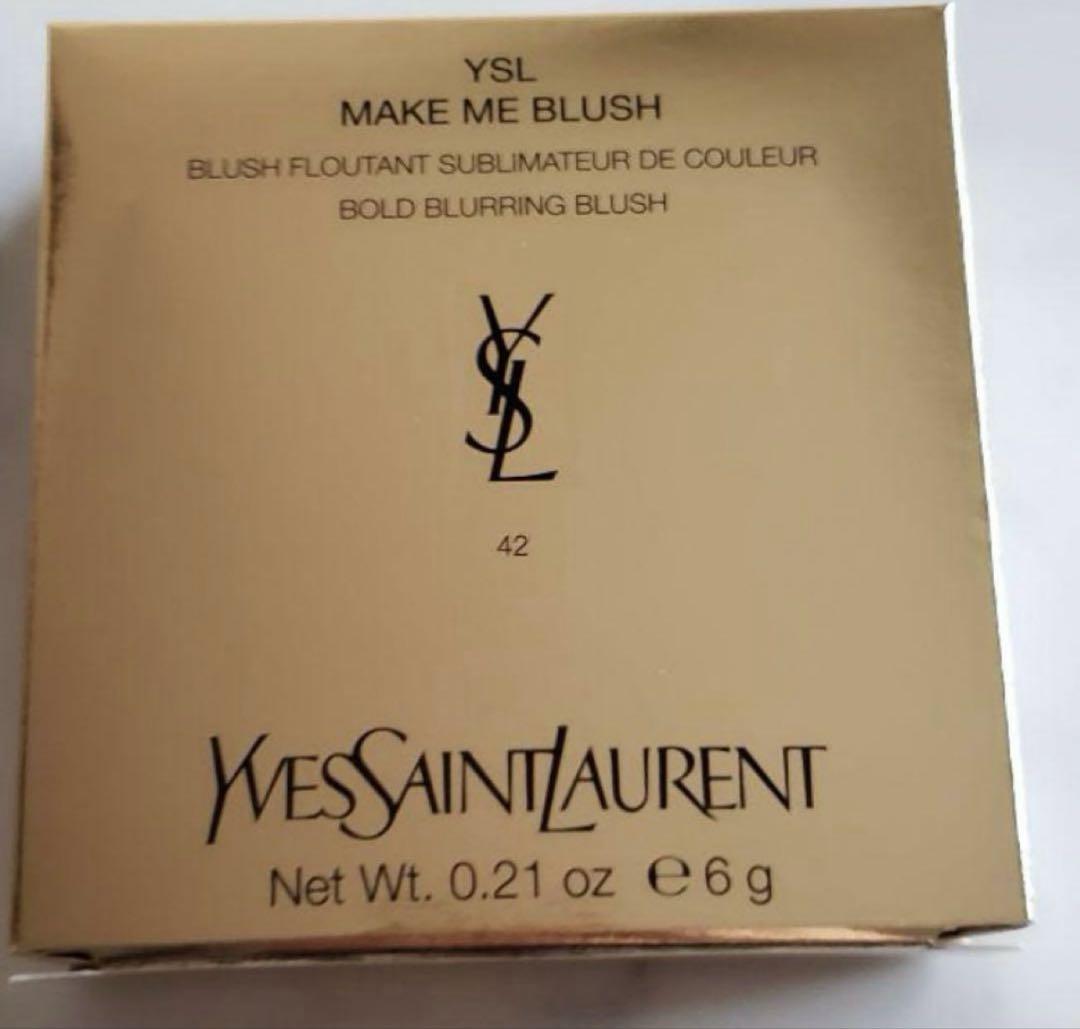 YSL
MAKE ME BLUSH
BLUSH FLOUTANT SUBLIMATEUR DE COULEUR
BOLD BLURRING BLUSH
YSL
42
YVESSAINTLAURENT
Net Wt. 0.21 oz ℮ 6 g